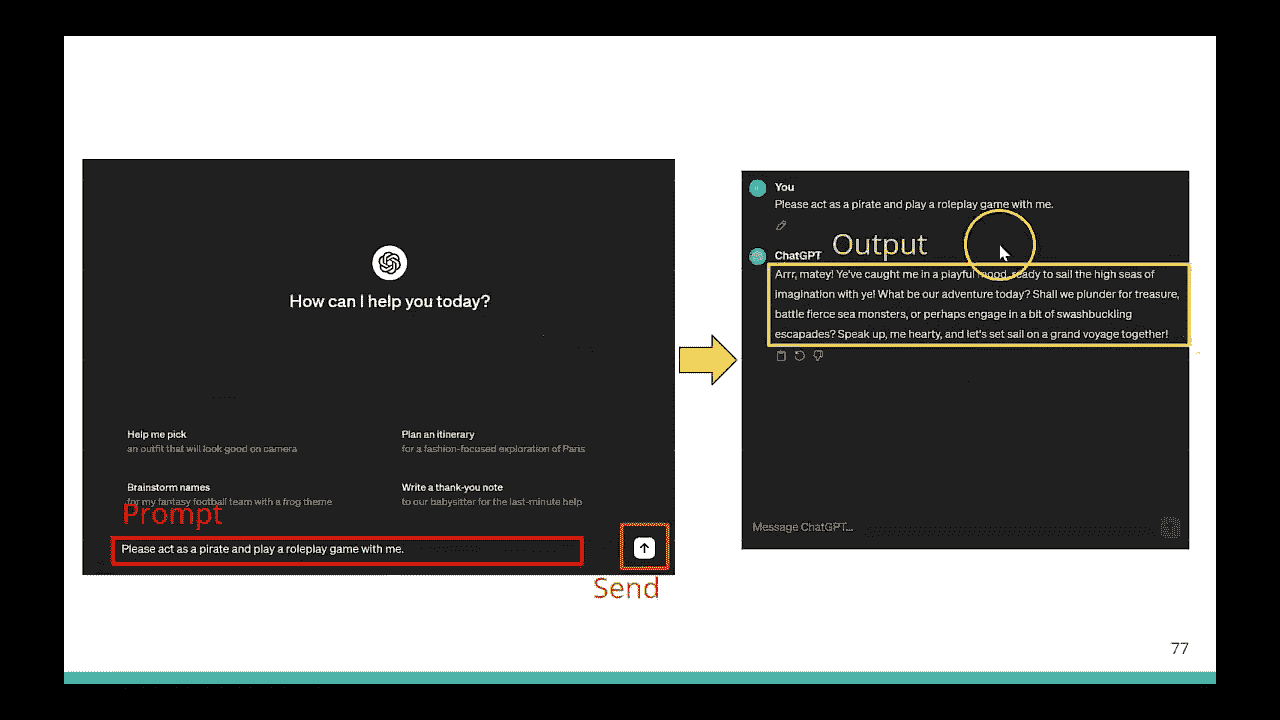 How can I help you today?
Help me pick
an outfit that will look good on camera
Plan an itinerary
for a fashion-focused exploration of Paris
Brainstorm names
for my fantasy football team with a frog theme
Write a thank-you note
to our babysitter for the last-minute help
Prompt
Please act as a pirate and play a roleplay game with me.
Send
You
Please act as a pirate and play a roleplay game with me.
Output
ChatGPT
Arrr, matey! Ye've caught me in a playful mood, ready to sail the high seas of
imagination with ye! What be our adventure today? Shall we plunder for treasure,
battle fierce sea monsters, or perhaps engage in a bit of swashbuckling
escapades? Speak up, me hearty, and let's set sail on a grand voyage together!
Message ChatGPT...
77